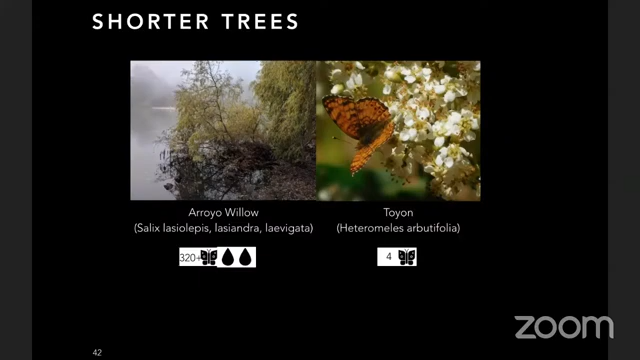 SHORTER TREES
Arroyo Willow
(Salix lasiolepis, lasiandra, laevigata)
320+
Toyon
(Heteromeles arbutifolia)
4
42
zoom